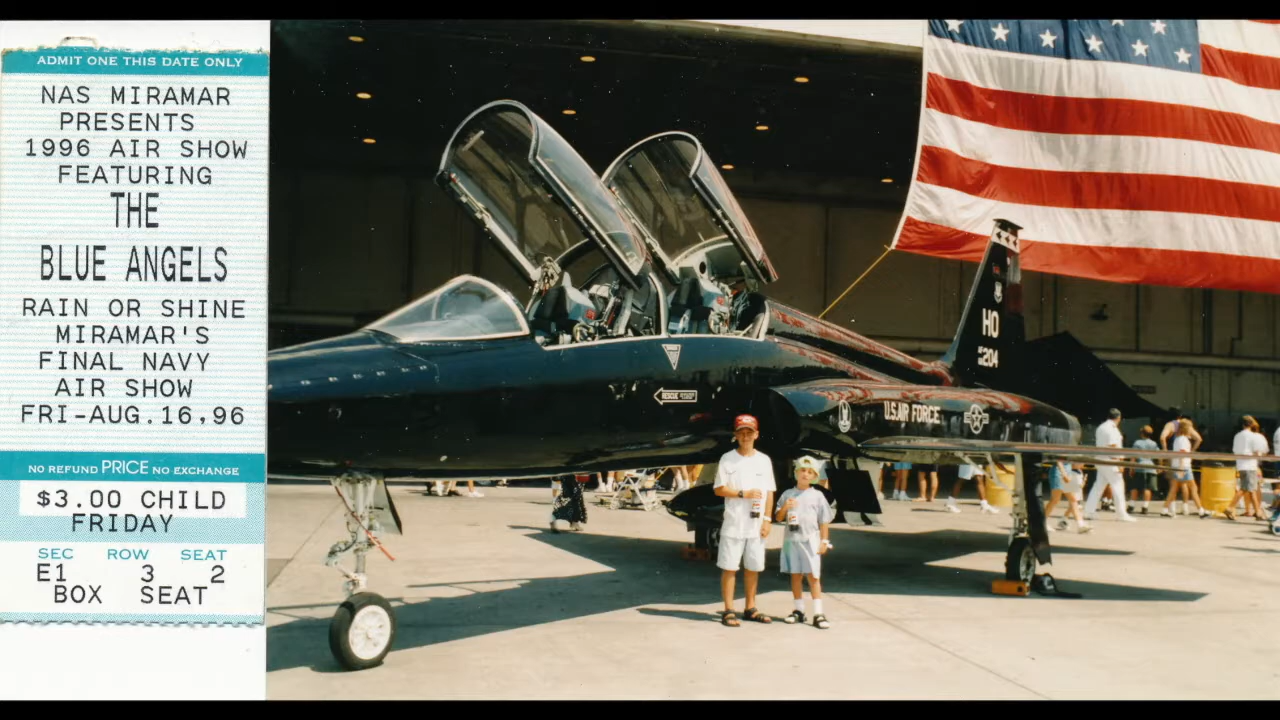 ADMIT ONE THIS DATE ONLY
NAS MIRAMAR
PRESENTS
1996 AIR SHOW
FEATURING
THE
BLUE ANGELS
RAIN OR SHINE
MIRAMAR'S
FINAL NAVY
AIR SHOW
FRI-AUG.16,96
NO REFUND PRICE NO EXCHANGE
$3.00 CHILD
FRIDAY
SEC ROW SEAT
E1 3 2
BOX SEAT
HO
204
RESCUE
U.S. AIR FORCE